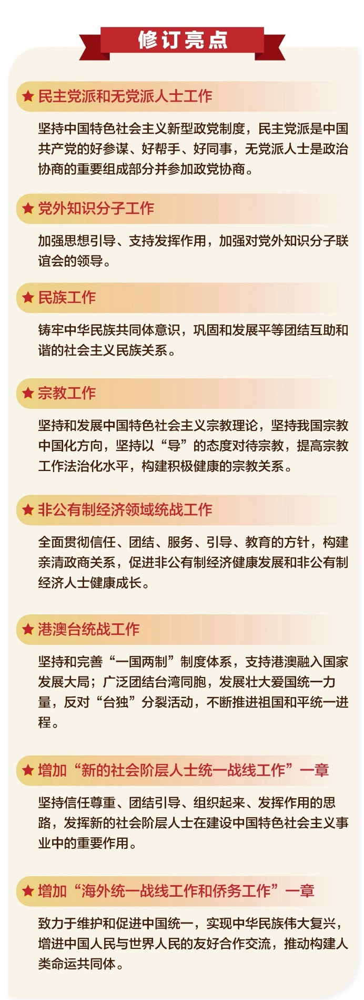 修订亮点
民主党派和无党派人士工作
坚持中国特色社会主义新型政党制度，民主党派是中国
共产党的好参谋、好帮手、好同事，无党派人士是政治
协商的重要组成部分并参加政党协商。
党外知识分子工作
加强思想引导、支持发挥作用，加强对党外知识分子联
谊会的领导。
民族工作
铸牢中华民族共同体意识，巩固和发展平等团结互助和
谐的社会主义民族关系。
宗教工作
坚持和发展中国特色社会主义宗教理论，坚持我国宗教
中国化方向，坚持以“导”的态度对待宗教，提高宗教
工作法治化水平，构建积极健康的宗教关系。
非公有制经济领域统战工作
全面贯彻信任、团结、服务、引导、教育的方针，构建
亲清政商关系，促进非公有制经济健康发展和非公有制
经济人士健康成长。
港澳台统战工作
坚持和完善“一国两制”制度体系，支持港澳融入国家
发展大局；广泛团结台湾同胞，发展壮大爱国统一力
量，反对“台独”分裂活动，不断推进祖国和平统一进
程。
增加“新的社会阶层人士统一战线工作”一章
坚持信任尊重、团结引导、组织起来、发挥作用的思
路，发挥新的社会阶层人士在建设中国特色社会主义事
业中的重要作用。
增加“海外统一战线工作和侨务工作”一章
致力于维护和促进中国统一，实现中华民族伟大复兴，
增进中国人民与世界人民的友好合作交流，推动构建人
类命运共同体。